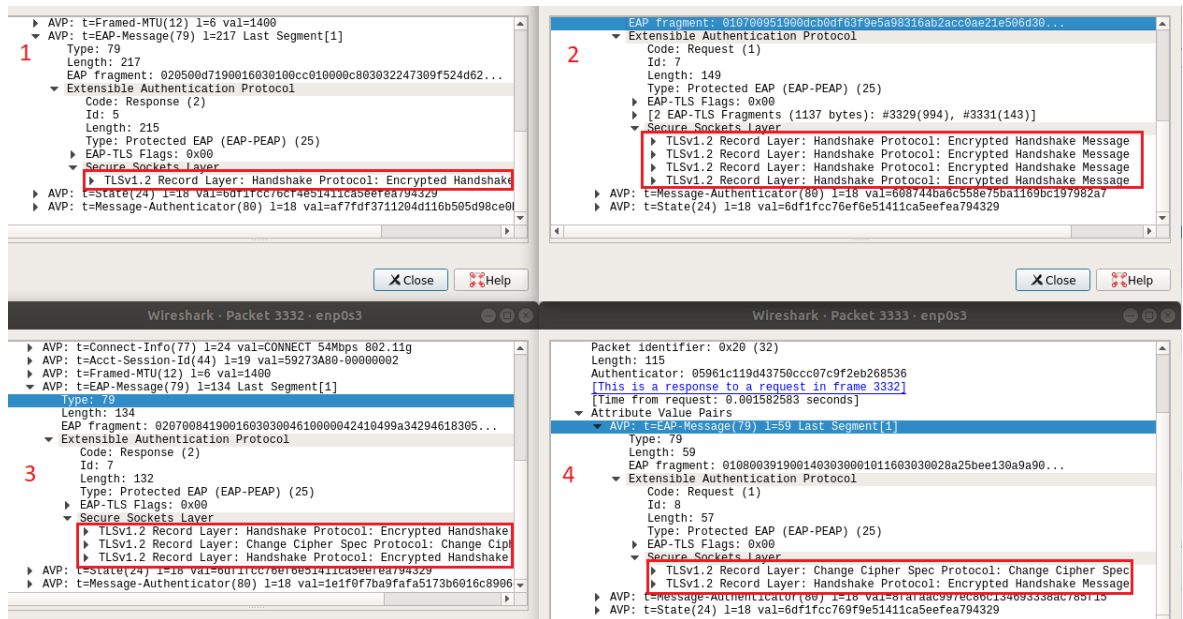 AVP: t=Framed-MTU(12) l=6 val=1400
AVP: t=EAP-Message(79) l=217 Last Segment[1]
1
Type: 79
Length: 217
EAP fragment: 020500d7190016030100cc010000c803032247309f524d62...
Extensible Authentication Protocol
Code: Response (2)
Id: 5
Length: 215
Type: Protected EAP (EAP-PEAP) (25)
EAP-TLS Flags: 0x00
Secure Sockets Layer
TLSv1.2 Record Layer: Handshake Protocol: Encrypted Handshake
AVP: t=State(24) l=18 val=6df1fcc76cf4e51411ca5eefea794329
AVP: t=Message-Authenticator(80) l=18 val=af7fdf3711204d116b505d98ce0
Close
Help
EAP fragment: 010700951900dcb0df63f9e5a98316ab2acc0ae21e506d30...
Extensible Authentication Protocol
2
Code: Request (1)
Id: 7
Length: 149
Type: Protected EAP (EAP-PEAP) (25)
EAP-TLS Flags: 0x00
[2 EAP-TLS Fragments (1137 bytes): #3329(994), #3331(143)]
Secure Sockets Layer
TLSv1.2 Record Layer: Handshake Protocol: Encrypted Handshake Message
TLSv1.2 Record Layer: Handshake Protocol: Encrypted Handshake Message
TLSv1.2 Record Layer: Handshake Protocol: Encrypted Handshake Message
TLSv1.2 Record Layer: Handshake Protocol: Encrypted Handshake Message
AVP: t=Message-Authenticator(80) l=18 val=608744ba6c558e75ba1169bc197982a7
AVP: t=State(24) l=18 val=6df1fcc76ef6e51411ca5eefea794329
Close
Help
Wireshark · Packet 3332 · enp0s3
AVP: t=Connect-Info(77) l=24 val=CONNECT 54Mbps 802.11g
AVP: t=Acct-Session-Id(44) l=19 val=59273A80-00000002
AVP: t=Framed-MTU(12) l=6 val=1400
AVP: t=EAP-Message(79) l=134 Last Segment[1]
Type: 79
Length: 134
EAP fragment: 020700841900160303004610000042410499a34294618305...
Extensible Authentication Protocol
Code: Response (2)
3
Id: 7
Length: 132
Type: Protected EAP (EAP-PEAP) (25)
EAP-TLS Flags: 0x00
Secure Sockets Layer
TLSv1.2 Record Layer: Handshake Protocol: Encrypted Handshake
TLSv1.2 Record Layer: Change Cipher Spec Protocol: Change Ciph
TLSv1.2 Record Layer: Handshake Protocol: Encrypted Handshake
AVP: t=State(24) l=18 val=6df1fcc76ef6e51411ca5eefea794329
AVP: t=Message-Authenticator(80) l=18 val=1e1f0f7ba9fafa5173b6016c8906
Wireshark · Packet 3333 · enp0s3
Packet identifier: 0x20 (32)
Length: 115
Authenticator: 05961c119d43750ccc07c9f2eb268536
[This is a response to a request in frame 3332]
[Time from request: 0.001582583 seconds]
Attribute Value Pairs
AVP: t=EAP-Message(79) l=59 Last Segment[1]
Type: 79
Length: 59
EAP fragment: 010800391900140303000101160303002 8a25bee130a9a90...
4
Extensible Authentication Protocol
Code: Request (1)
Id: 8
Length: 57
Type: Protected EAP (EAP-PEAP) (25)
EAP-TLS Flags: 0x00
Secure Sockets Layer
TLSv1.2 Record Layer: Change Cipher Spec Protocol: Change Cipher Spec
TLSv1.2 Record Layer: Handshake Protocol: Encrypted Handshake Message
AVP: t=Message-Authenticator(80) l=18 val=8fafaac997ec86c134693338ac785f15
AVP: t=State(24) l=18 val=6df1fcc769f9e51411ca5eefea794329